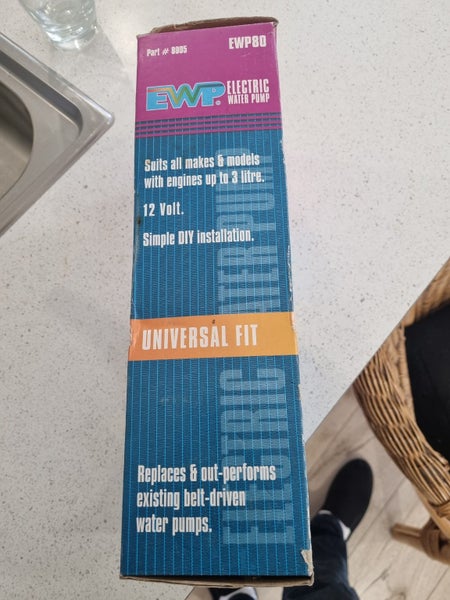 Part # 8005
EWP80
EWP® ELECTRIC
WATER PUMP
Suits all makes & models
with engines up to 3 litre.
12 Volt.
Simple DIY installation.
UNIVERSAL FIT
Replaces & out-performs
existing belt-driven
water pumps.
ELECTRIC WATER PUMP